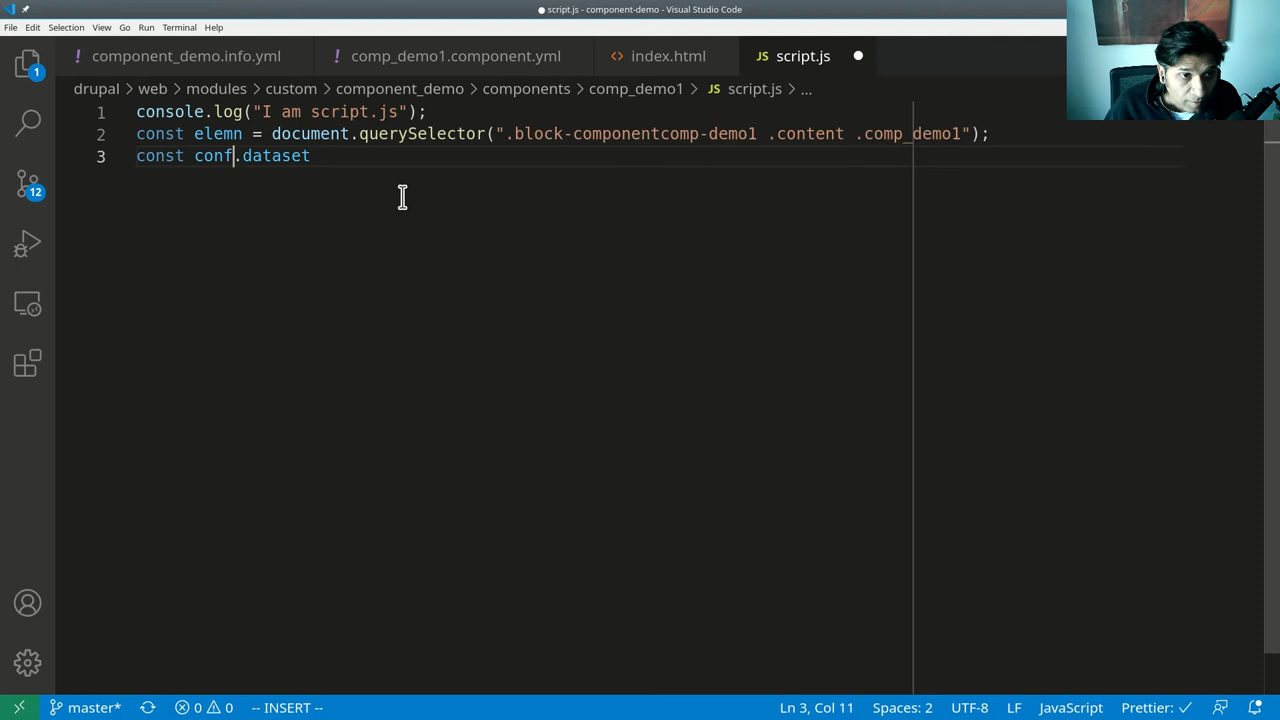 script.js - component-demo - Visual Studio Code
File Edit Selection View Go Run Terminal Help
! component_demo.info.yml ! comp_demo1.component.yml <> index.html JS script.js
drupal > web > modules > custom > component_demo > components > comp_demo1 > JS script.js > ...
1 console.log("I am script.js");
2 const elemn = document.querySelector(".block-componentcomp-demo1 .content .comp_demo1");
3 const conf.dataset
1
12
master* 0 0 -- INSERT -- Ln 3, Col 11 Spaces: 2 UTF-8 LF JavaScript Prettier: ✓